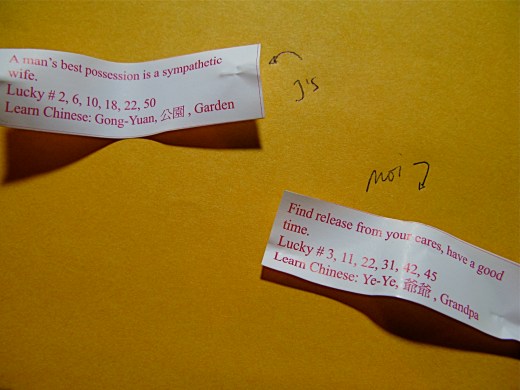 A man's best possession is a sympathetic
wife.
Lucky # 2, 6, 10, 18, 22, 50
Learn Chinese: Gong-Yuan, 公園 , Garden
J's
Moi
Find release from your cares, have a good
time.
Lucky # 3, 11, 22, 31, 42, 45
Learn Chinese: Ye-Ye, 爺爺 , Grandpa